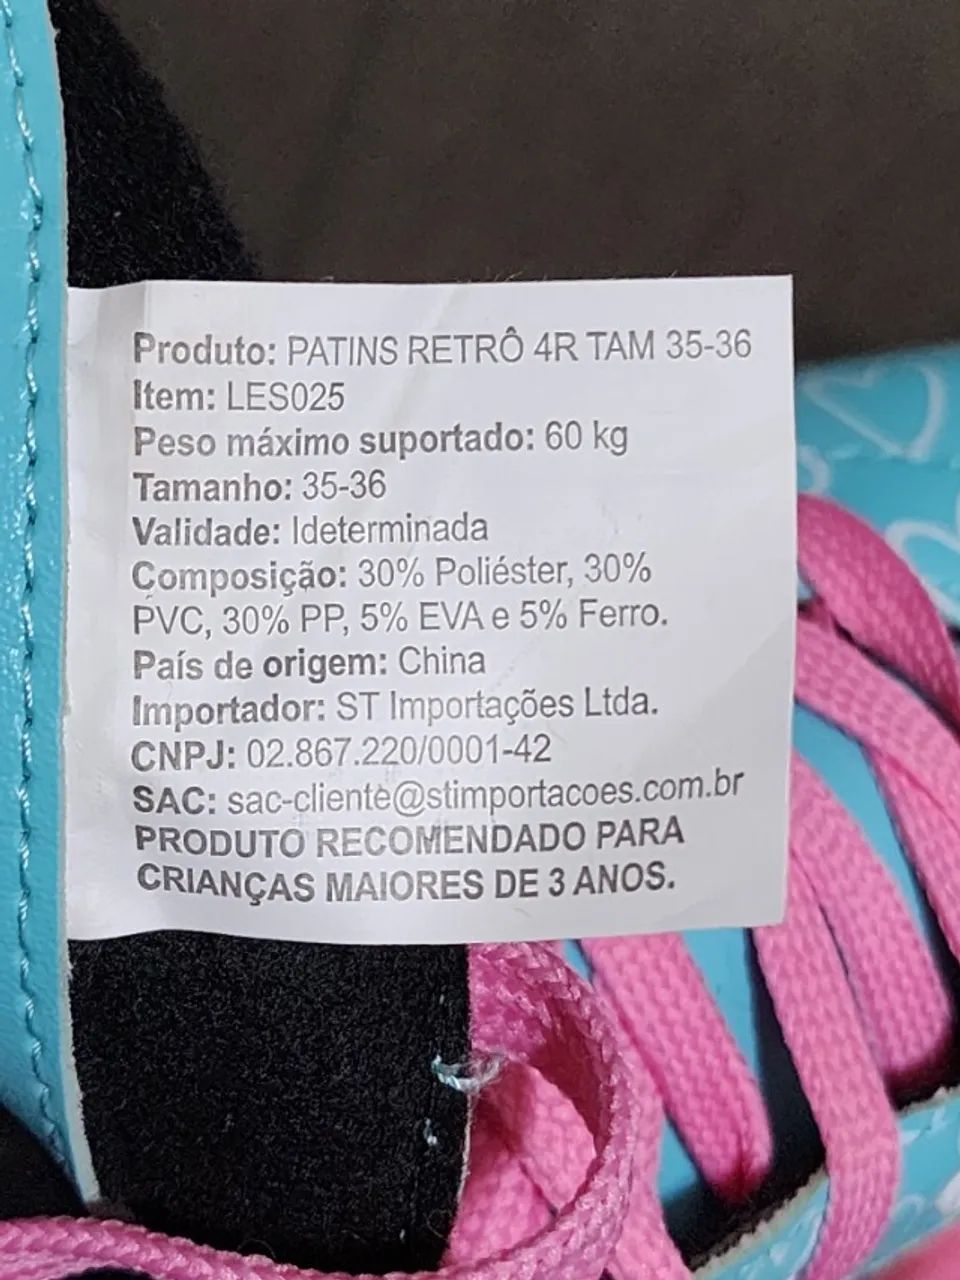 Produto: PATINS RETRÔ 4R TAM 35-36
Item: LES025
Peso máximo suportado: 60 kg
Tamanho: 35-36
Validade: Ideterminada
Composição: 30% Poliéster, 30%
PVC, 30% PP, 5% EVA e 5% Ferro.
País de origem: China
Importador: ST Importações Ltda.
CNPJ: 02.867.220/0001-42
SAC: sac-cliente@stimportacoes.com.br
PRODUTO RECOMENDADO PARA
CRIANÇAS MAIORES DE 3 ANOS.